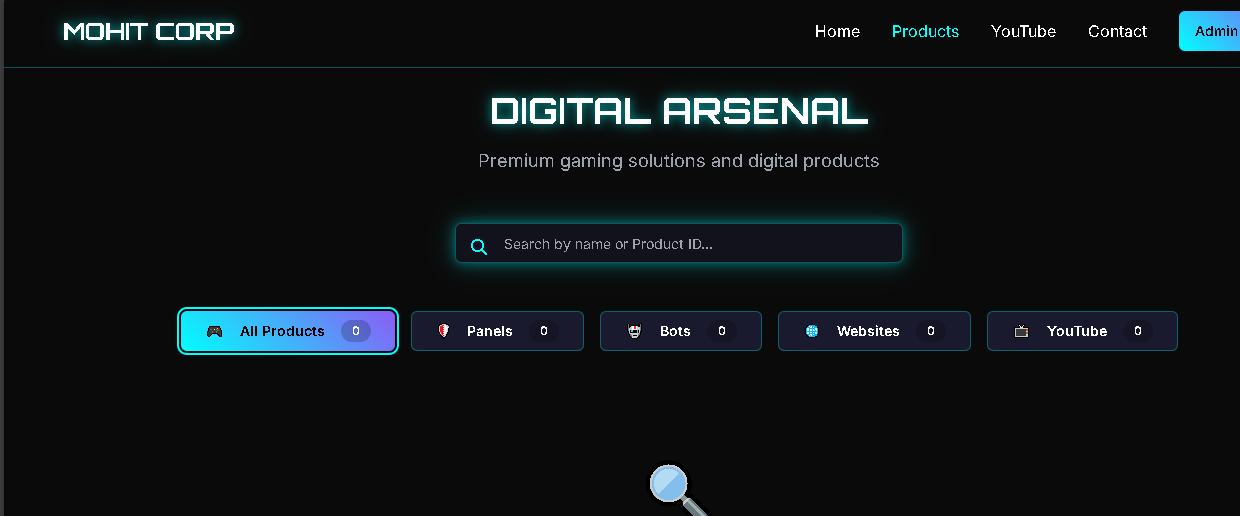 MOHIT CORP
Home Products YouTube Contact Admin
DIGITAL ARSENAL
Premium gaming solutions and digital products
Search by name or Product ID...
All Products 0 Panels 0 Bots 0 Websites 0 YouTube 0